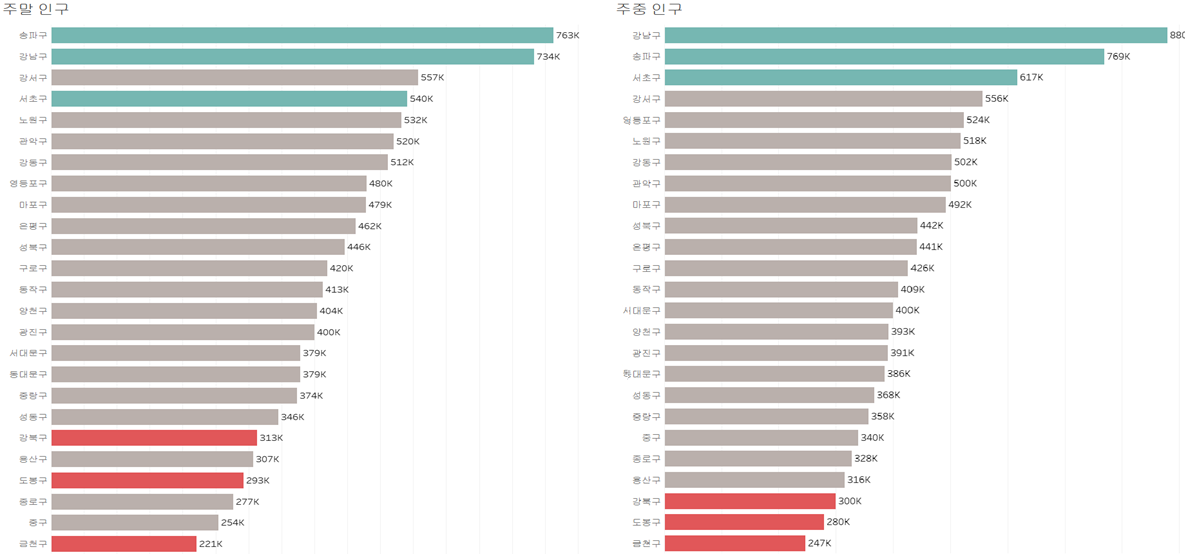 주말 인구
송파구 763K
강남구 734K
강서구 557K
서초구 540K
노원구 532K
관악구 520K
강동구 512K
영등포구 480K
마포구 479K
은평구 462K
성북구 446K
구로구 420K
동작구 413K
양천구 404K
광진구 400K
서대문구 379K
동대문구 379K
중랑구 374K
성동구 346K
강북구 313K
용산구 307K
도봉구 293K
종로구 277K
중구 254K
금천구 221K
주중 인구
강남구 880
송파구 769K
서초구 617K
강서구 556K
영등포구 524K
노원구 518K
강동구 502K
관악구 500K
마포구 492K
성북구 442K
은평구 441K
구로구 426K
동작구 409K
서대문구 400K
양천구 393K
광진구 391K
동대문구 386K
성동구 368K
중랑구 358K
중구 340K
종로구 328K
용산구 316K
강북구 300K
도봉구 280K
금천구 247K